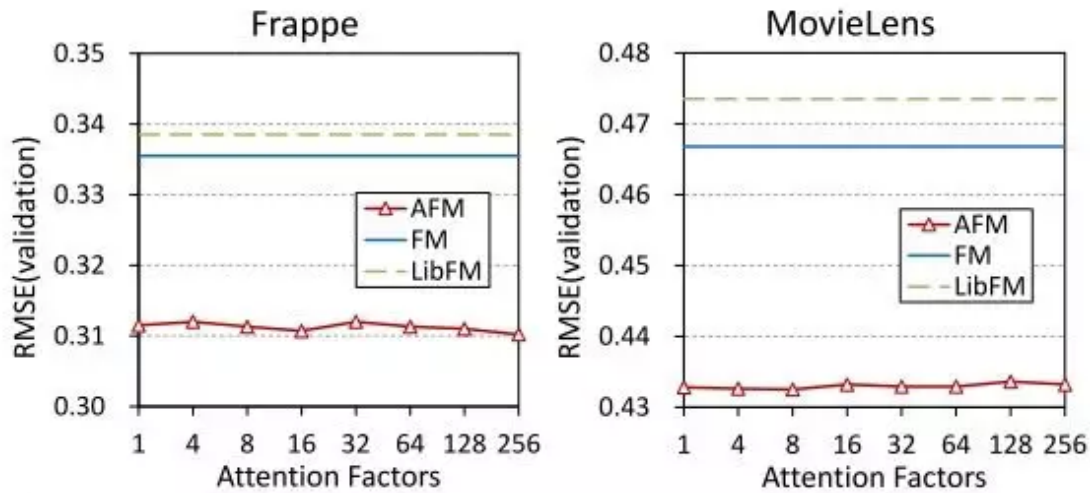 Frappe
0.35
0.34
0.33
0.32
0.31
0.30
RMSE(validation)
AFM
FM
LibFM
1 4 8 16 32 64 128 256
Attention Factors
MovieLens
0.48
0.47
0.46
0.45
0.44
0.43
RMSE(validation)
AFM
FM
LibFM
1 4 8 16 32 64 128 256
Attention Factors